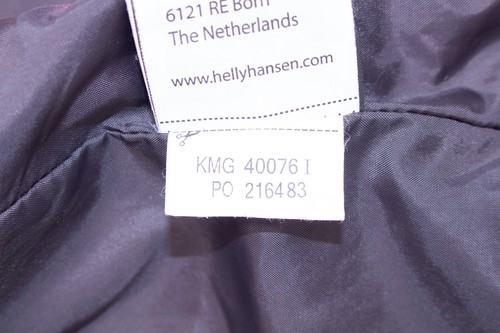 6121 RE Born
The Netherlands
www.hellyhansen.com
KMG 40076 I
PO 216483